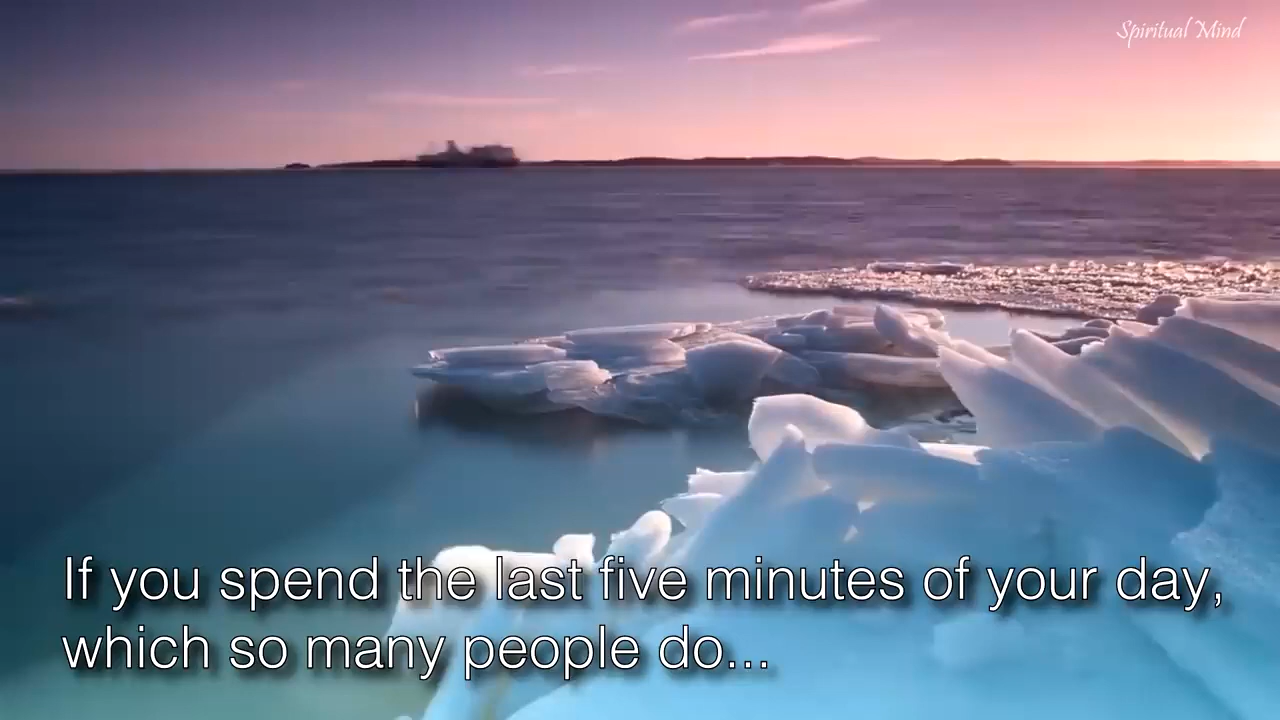 Spiritual Mind
If you spend the last five minutes of your day,
which so many people do...